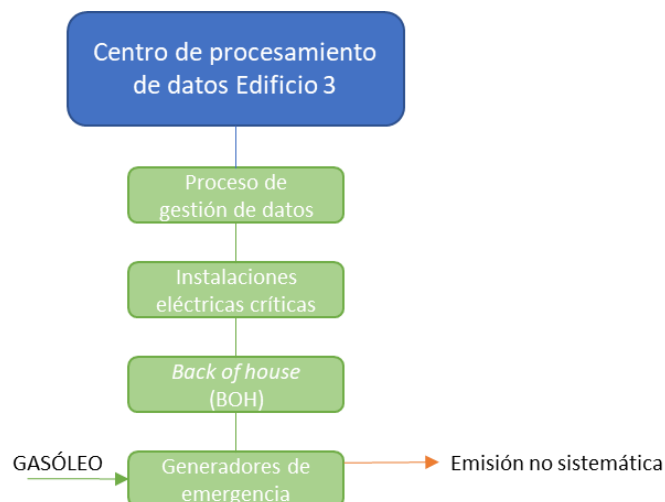 Centro de procesamiento
de datos Edificio 3
Proceso de
gestión de datos
Instalaciones
eléctricas críticas
Back of house
(BOH)
GASÓLEO
Generadores de
emergencia
Emisión no sistemática